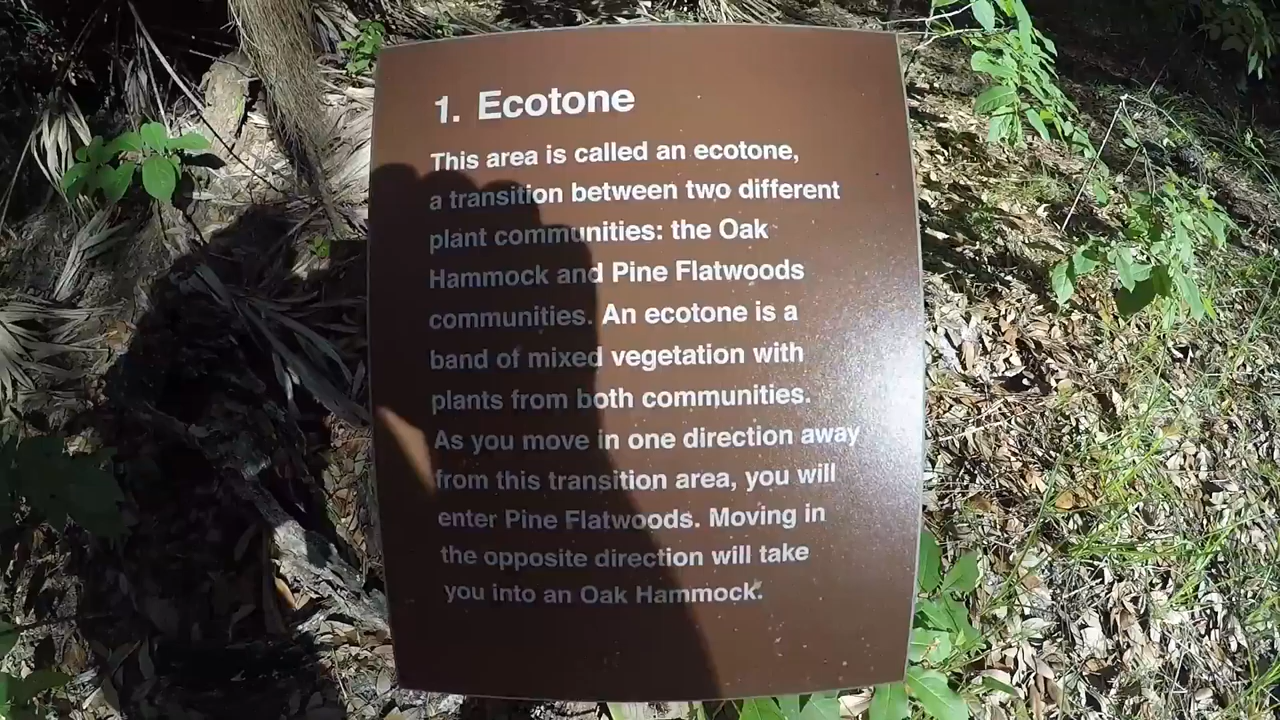 1. Ecotone
This area is called an ecotone,
a transition between two different
plant communities: the Oak
Hammock and Pine Flatwoods
communities. An ecotone is a
band of mixed vegetation with
plants from both communities.
As you move in one direction away
from this transition area, you will
enter Pine Flatwoods. Moving in
the opposite direction will take
you into an Oak Hammock.